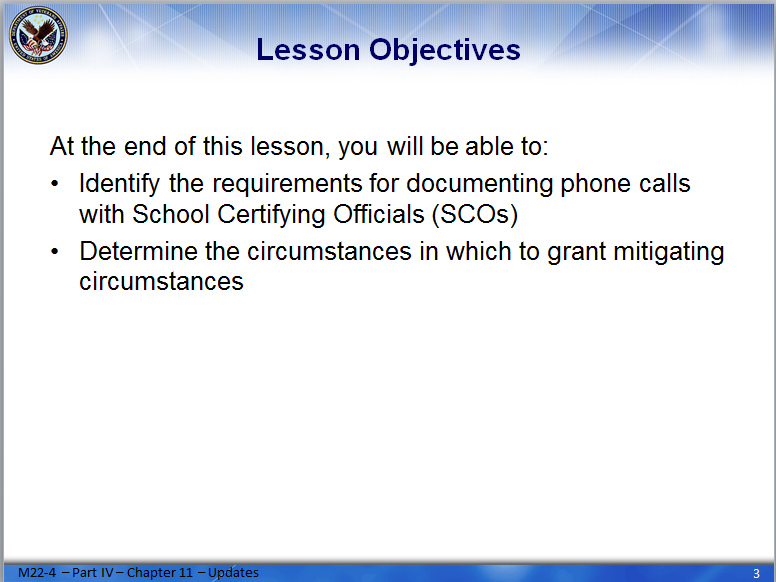 Lesson Objectives
At the end of this lesson, you will be able to:
• Identify the requirements for documenting phone calls
with School Certifying Officials (SCOs)
• Determine the circumstances in which to grant mitigating
circumstances
M22-4 – Part IV – Chapter 11 – Updates
3